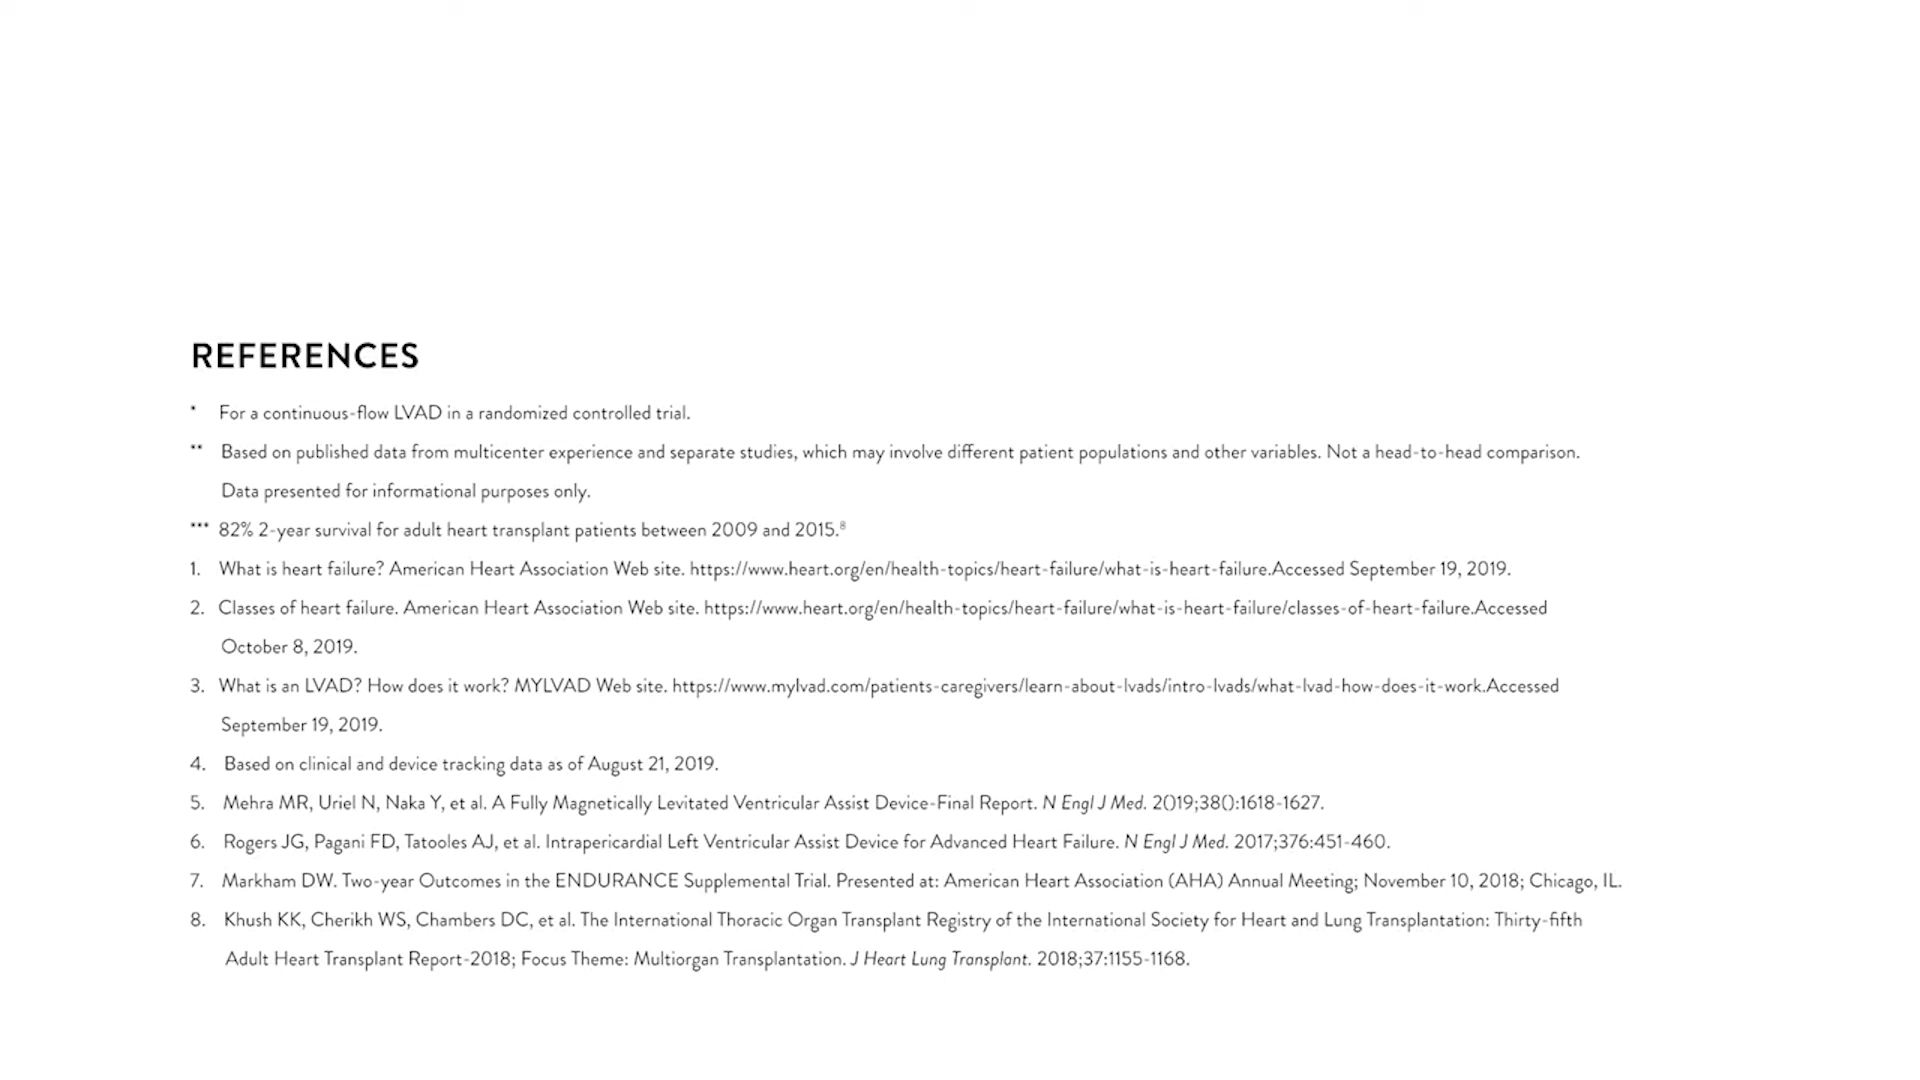 REFERENCES
* For a continuous-flow LVAD in a randomized controlled trial.
** Based on published data from multicenter experience and separate studies, which may involve different patient populations and other variables. Not a head-to-head comparison.
Data presented for informational purposes only.
*** 82% 2-year survival for adult heart transplant patients between 2009 and 2015.8
1. What is heart failure? American Heart Association Web site. https://www.heart.org/en/health-topics/heart-failure/what-is-heart-failure.Accessed September 19, 2019.
2. Classes of heart failure. American Heart Association Web site. https://www.heart.org/en/health-topics/heart-failure/what-is-heart-failure/classes-of-heart-failure.Accessed
October 8, 2019.
3. What is an LVAD? How does it work? MYLVAD Web site. https://www.mylvad.com/patients-caregivers/learn-about-lvads/intro-lvads/what-lvad-how-does-it-work.Accessed
September 19, 2019.
4. Based on clinical and device tracking data as of August 21, 2019.
5. Mehra MR, Uriel N, Naka Y, et al. A Fully Magnetically Levitated Ventricular Assist Device-Final Report. N Engl J Med. 2()19;38():1618-1627.
6. Rogers JG, Pagani FD, Tatooles AJ, et al. Intrapericardial Left Ventricular Assist Device for Advanced Heart Failure. N Engl J Med. 2017;376:451-460.
7. Markham DW. Two-year Outcomes in the ENDURANCE Supplemental Trial. Presented at: American Heart Association (AHA) Annual Meeting; November 10, 2018; Chicago, IL.
8. Khush KK, Cherikh WS, Chambers DC, et al. The International Thoracic Organ Transplant Registry of the International Society for Heart and Lung Transplantation: Thirty-fifth
Adult Heart Transplant Report-2018; Focus Theme: Multiorgan Transplantation. J Heart Lung Transplant. 2018;37:1155-1168.